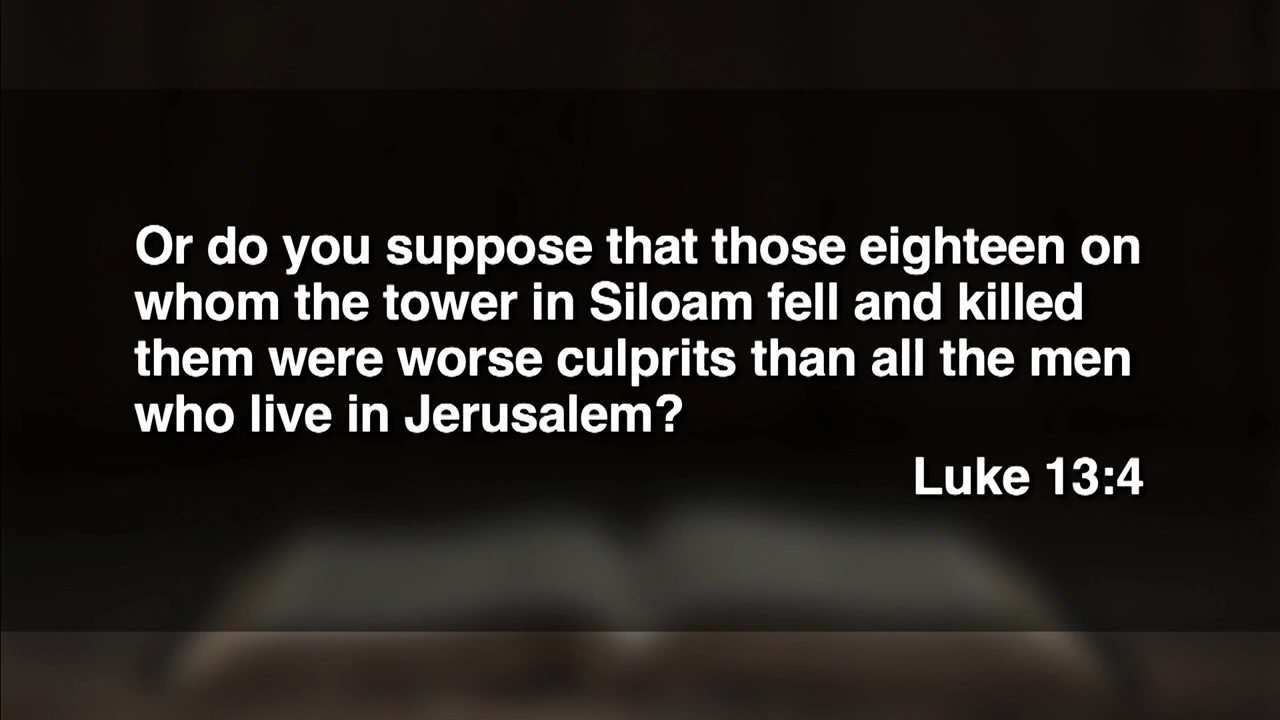 Or do you suppose that those eighteen on
whom the tower in Siloam fell and killed
them were worse culprits than all the men
who live in Jerusalem?
Luke 13:4